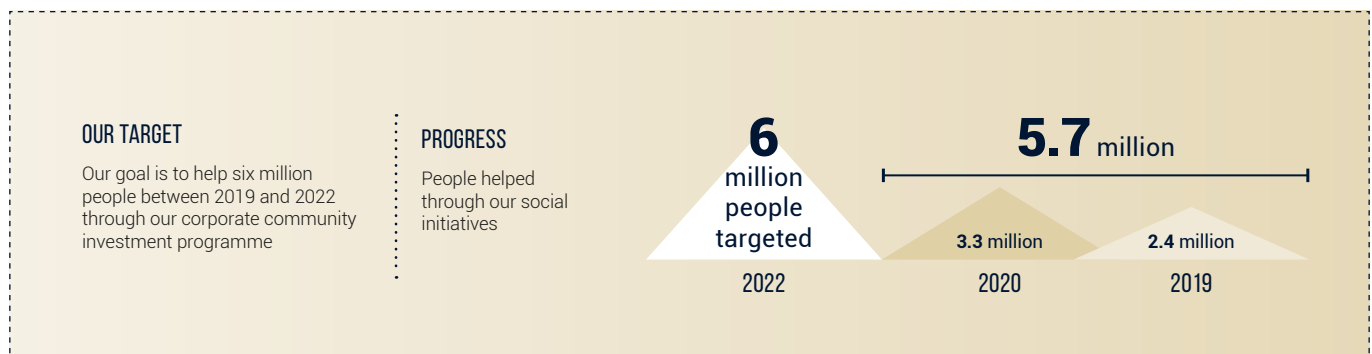 OUR TARGET
Our goal is to help six million
people between 2019 and 2022
through our corporate community
investment programme
PROGRESS
People helped
through our social
initiatives
6
million
people
targeted
2022
5.7 million
3.3 million
2020
2.4 million
2019